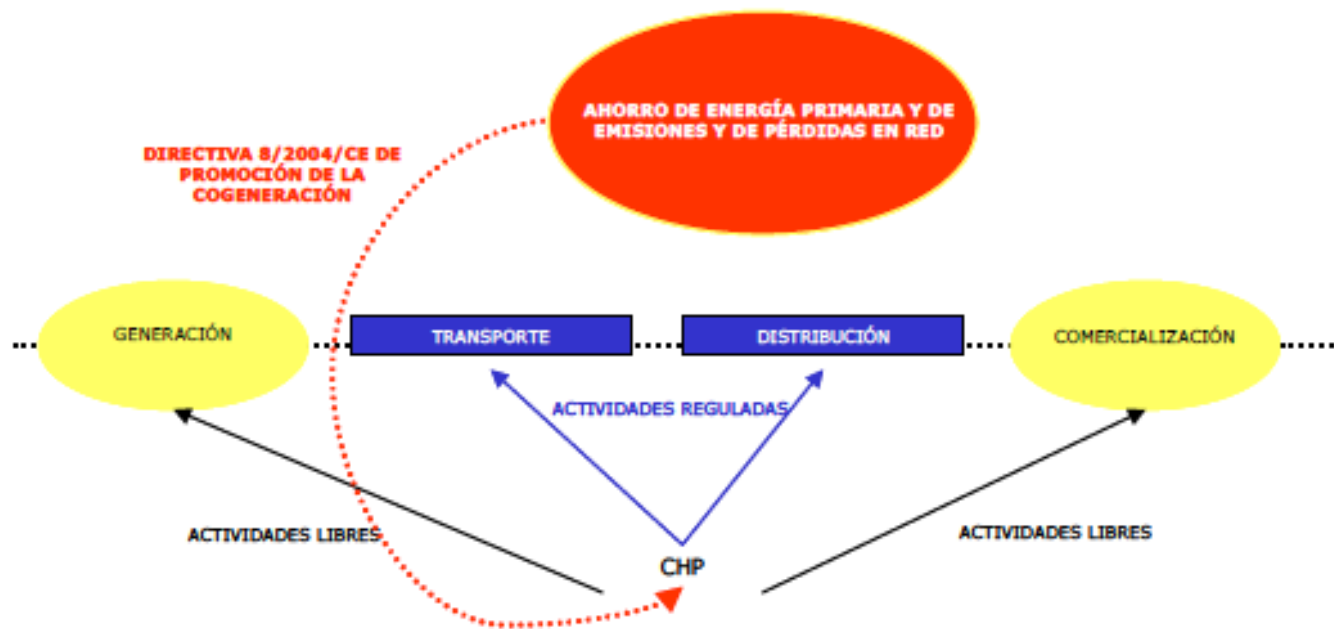 AHORRO DE ENERGÍA PRIMARIA Y DE
EMISIONES Y DE PÉRDIDAS EN RED
DIRECTIVA 8/2004/CE DE
PROMOCIÓN DE LA
COGENERACIÓN
GENERACIÓN
TRANSPORTE
DISTRIBUCIÓN
COMERCIALIZACIÓN
ACTIVIDADES REGULADAS
ACTIVIDADES LIBRES
ACTIVIDADES LIBRES
CHP